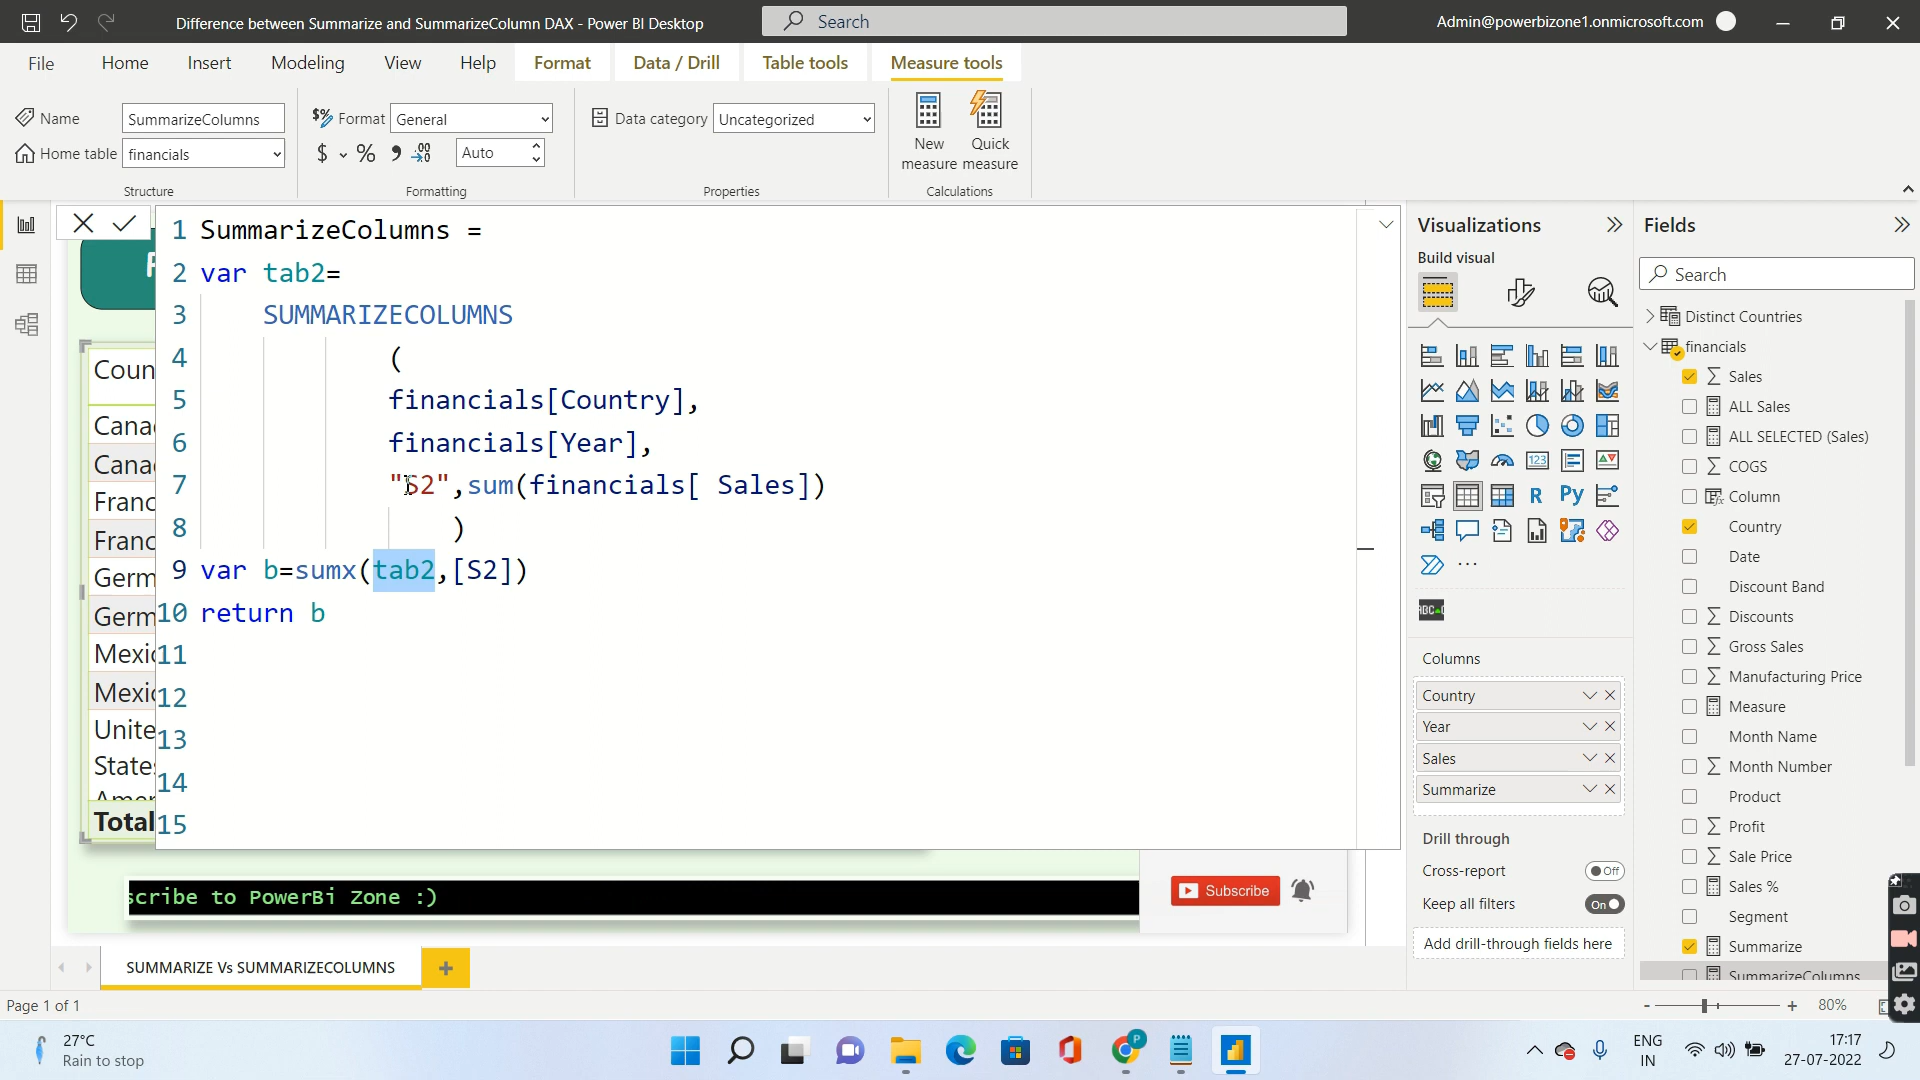 Difference between Summarize and SummarizeColumn DAX - Power BI Desktop
Search
Admin@powerbizone1.onmicrosoft.com
File
Home
Insert
Modeling
View
Help
Format
Data / Drill
Table tools
Measure tools
Name
SummarizeColumns
Home table
financials
Structure
Format
General
$ % , .00
Auto
Formatting
Data category
Uncategorized
Properties
New measure
Quick measure
Calculations
1 SummarizeColumns =
2 var tab2=
3 SUMMARIZECOLUMNS
4 (
5 financials[Country],
6 financials[Year],
7 "S2",sum(financials[ Sales])
8 )
9 var b=sumx(tab2,[S2])
10 return b
11
12
13
14
15
Coun
Cana
Cana
Franc
Franc
Germ
Germ
Mexic
Mexic
Unite
State
Total
scribe to PowerBi Zone :)
Subscribe
Visualizations
Build visual
123
R
Py
...
ABC
Columns
Country
Year
Sales
Summarize
Drill through
Cross-report
Off
Keep all filters
On
Add drill-through fields here
Fields
Search
Distinct Countries
financials
Sales
ALL Sales
ALL SELECTED (Sales)
COGS
Column
Country
Date
Discount Band
Discounts
Gross Sales
Manufacturing Price
Measure
Month Name
Month Number
Product
Profit
Sale Price
Sales %
Segment
Summarize
SummarizeColumns
SUMMARIZE Vs SUMMARIZECOLUMNS
+
Page 1 of 1
- + 80%
27°C
Rain to stop
P
ENG
IN
17:17
27-07-2022